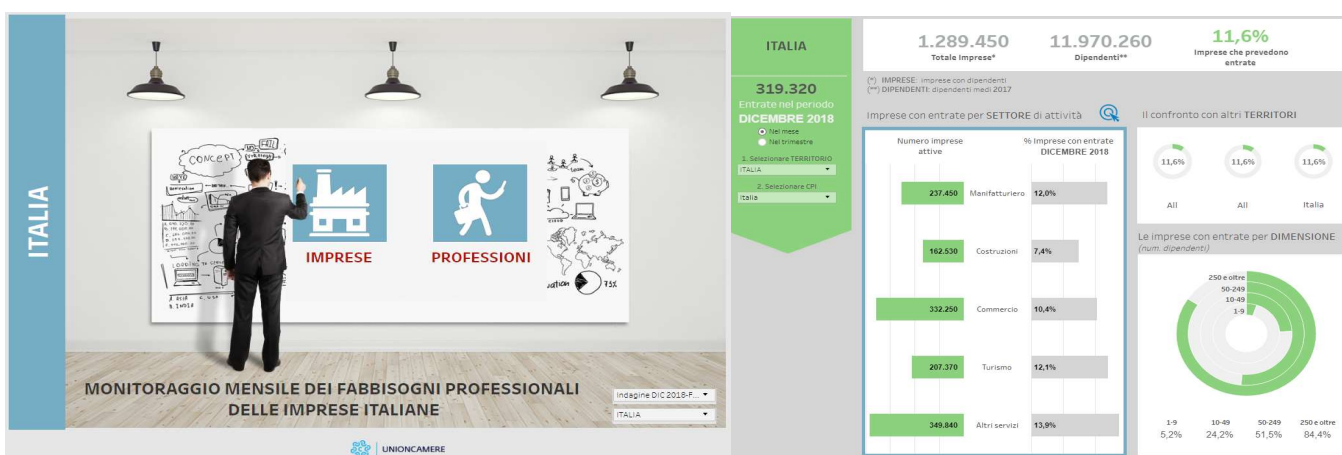 ITALIA
CONCEPT
FAIL
IMPRESE
PROFESSIONI
75%
MONITORAGGIO MENSILE DEI FABBISOGNI PROFESSIONALI
DELLE IMPRESE ITALIANE
Indagine DIC 2018-F...
ITALIA
UNIONCAMERE
ITALIA
319.320
Entrate nel periodo
DICEMBRE 2018
Nel mese
Nel trimestre
1. Selezionare TERRITORIO
ITALIA
2. Selezionare CPI
Italia
1.289.450
Totale Imprese*
11.970.260
Dipendenti**
11,6%
Imprese che prevedono
entrate
(*) IMPRESE: imprese con dipendenti
(**) DIPENDENTI: dipendenti medi 2017
Imprese con entrate per SETTORE di attività
Numero imprese
attive
% Imprese con entrate
DICEMBRE 2018
237.450 Manifatturiero 12,0%
162.530 Costruzioni 7,4%
332.250 Commercio 10,4%
207.370 Turismo 12,1%
349.840 Altri servizi 13,9%
Il confronto con altri TERRITORI
11,6% 11,6% 11,6%
All All Italia
Le imprese con entrate per DIMENSIONE
(num. dipendenti)
250 e oltre
50-249
10-49
1-9
1-9 10-49 50-249 250 e oltre
5,2% 24,2% 51,5% 84,4%